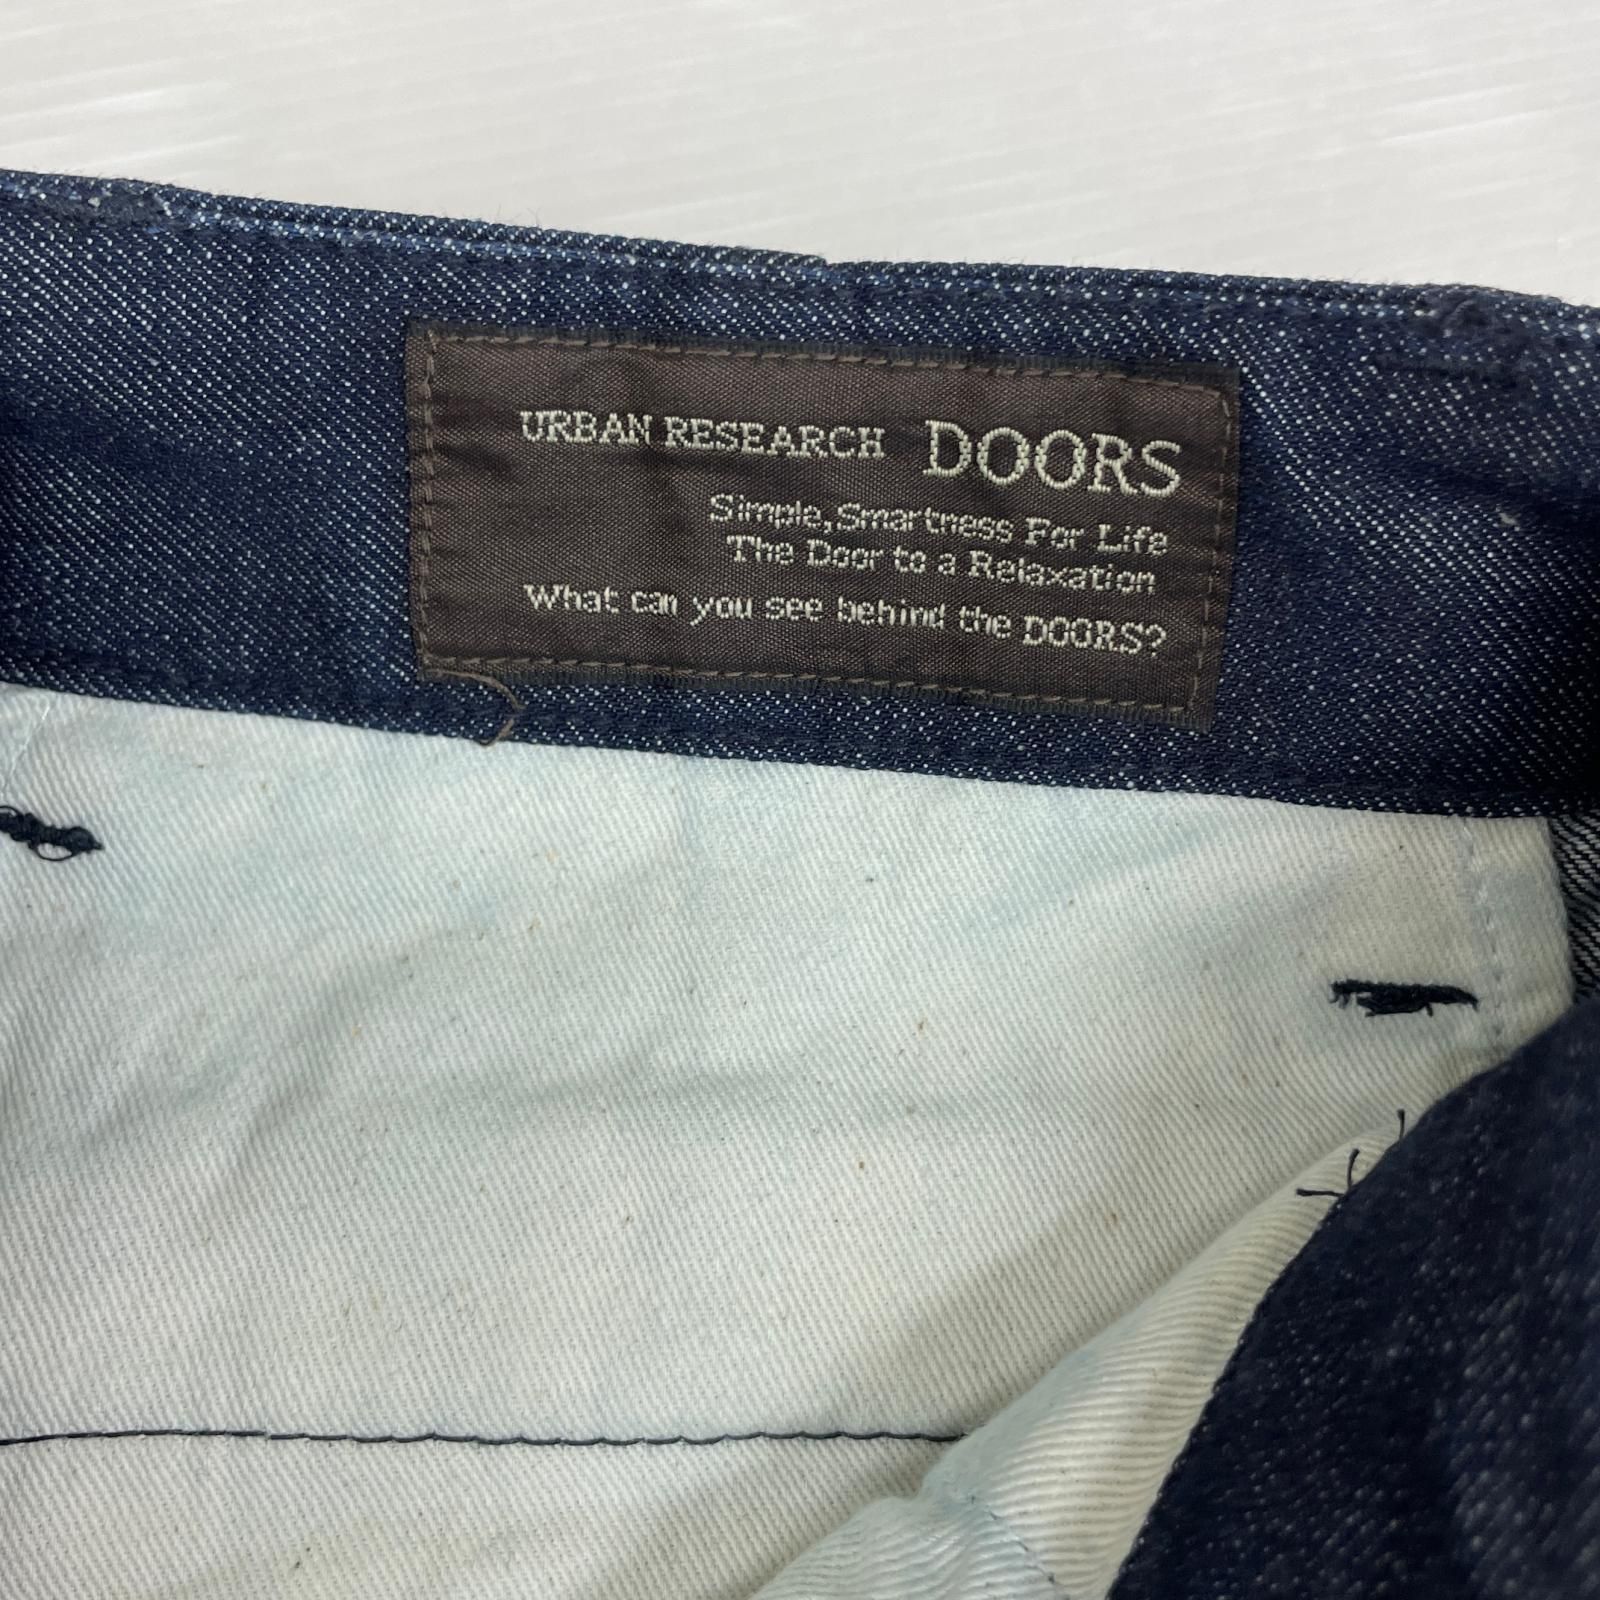 URBAN RESEARCH DOORS
Simple,Smartness For Life
The Door to a Relaxation
What can you see behind the DOORS?